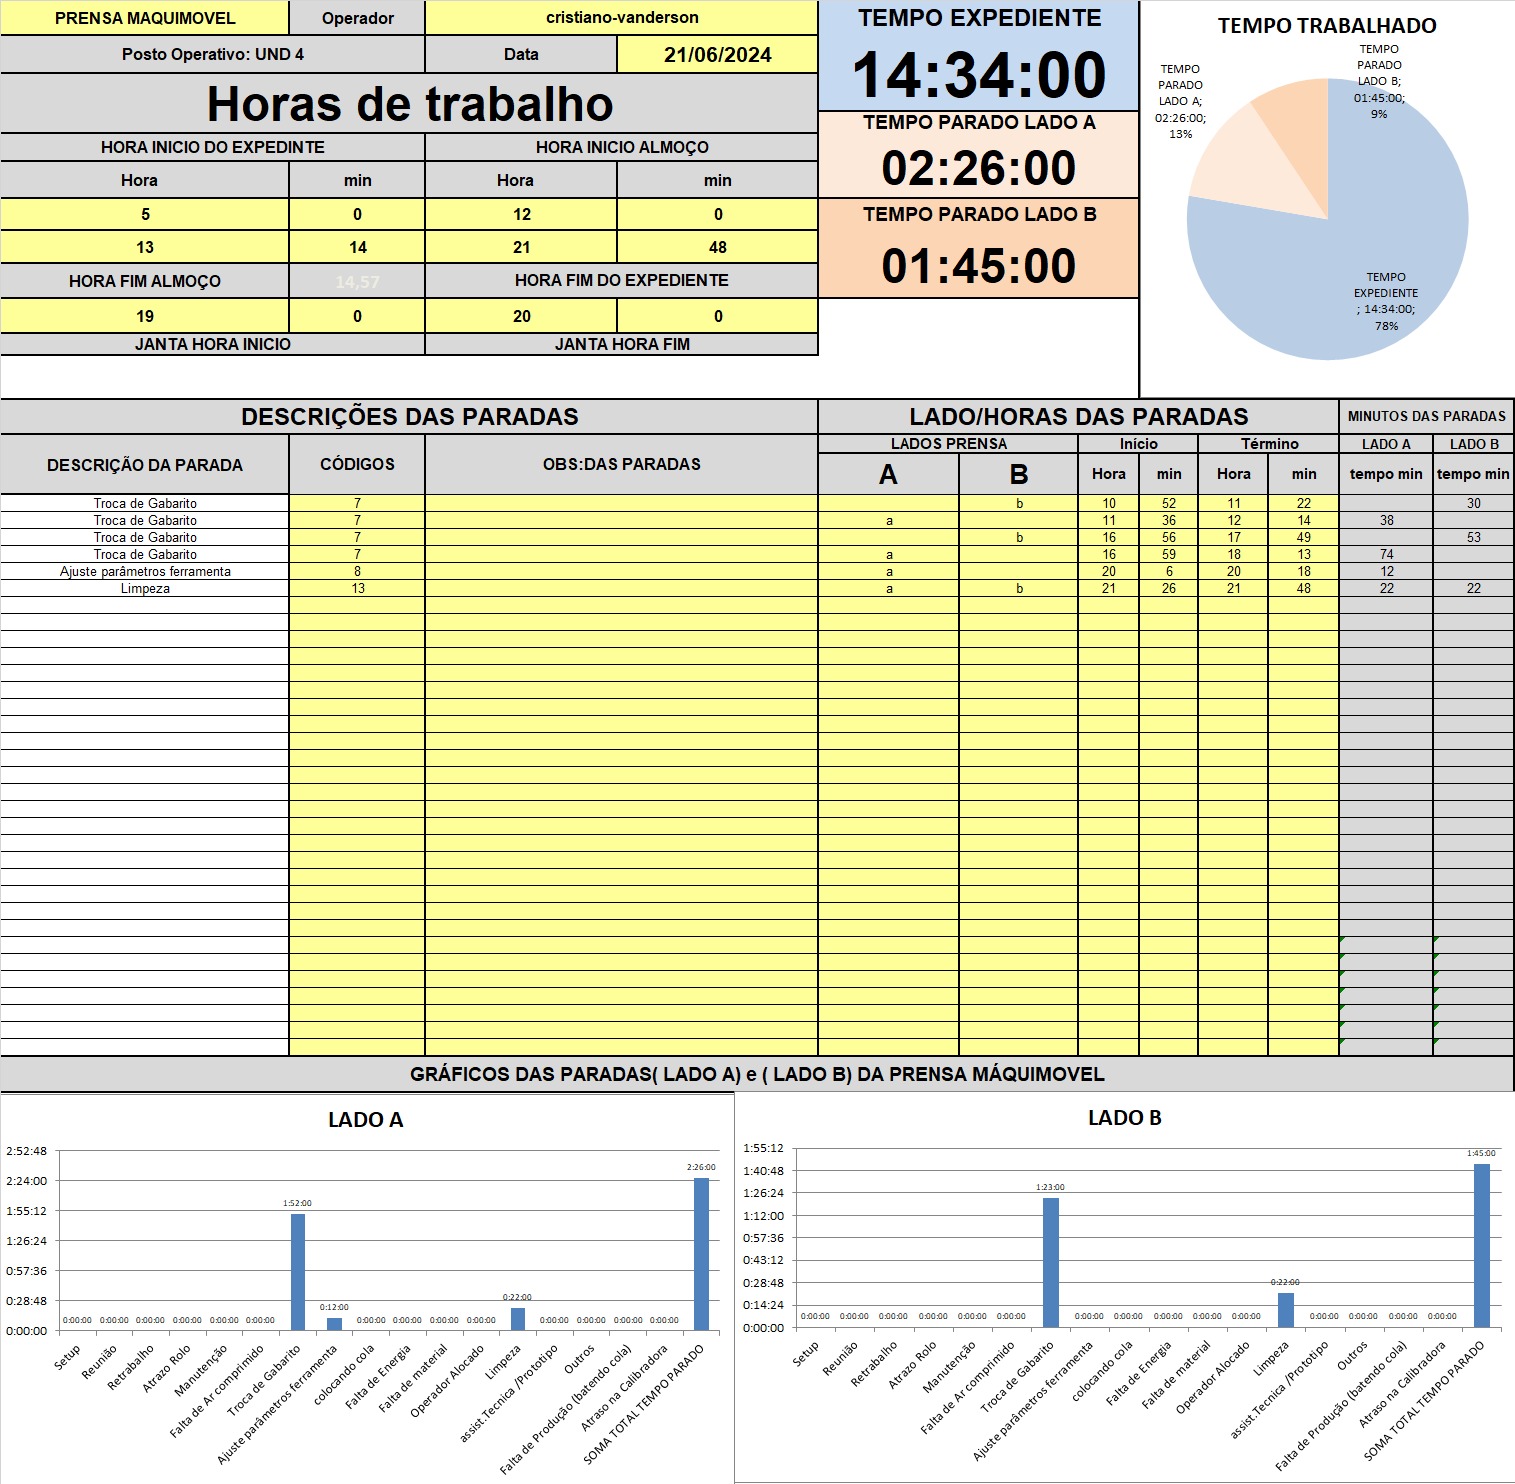 PRENSA MAQUIMOVEL Operador cristiano-vanderson
Posto Operativo: UND 4 Data 21/06/2024
Horas de trabalho
HORA INICIO DO EXPEDINTE HORA INICIO ALMOÇO
Hora min Hora min
5 0 12 0
13 14 21 48
HORA FIM ALMOÇO 14,57 HORA FIM DO EXPEDIENTE
19 0 20 0
JANTA HORA INICIO JANTA HORA FIM
TEMPO EXPEDIENTE
14:34:00
TEMPO PARADO LADO A
02:26:00
TEMPO PARADO LADO B
01:45:00
TEMPO TRABALHADO
TEMPO
PARADO
LADO B;
01:45:00;
9%
TEMPO
PARADO
LADO A;
02:26:00;
13%
TEMPO
EXPEDIENTE
; 14:34:00;
78%
DESCRIÇÕES DAS PARADAS LADO/HORAS DAS PARADAS MINUTOS DAS PARADAS
DESCRIÇÃO DA PARADA CÓDIGOS OBS:DAS PARADAS
LADOS PRENSA Início Término LADO A LADO B
A B Hora min Hora min tempo min tempo min
Troca de Gabarito 7 b 10 52 11 22 30
Troca de Gabarito 7 a 11 36 12 14 38
Troca de Gabarito 7 b 16 56 17 49 53
Troca de Gabarito 7 a 16 59 18 13 74
Ajuste parâmetros ferramenta 8 a 20 6 20 18 12
Limpeza 13 a b 21 26 21 48 22 22
GRÁFICOS DAS PARADAS( LADO A) e ( LADO B) DA PRENSA MÁQUIMOVEL
LADO A
2:52:48
2:24:00
1:55:12
1:26:24
0:57:36
0:28:48
0:00:00
0:00:00 0:00:00 0:00:00 0:00:00 0:00:00 0:00:00 1:52:00 0:12:00 0:00:00 0:00:00 0:00:00 0:00:00 0:22:00 0:00:00 0:00:00 0:00:00 0:00:00 2:26:00
Setup
Reunião
Retrabalho
Atrazo Rolo
Manutenção
Falta de Ar comprimido
Troca de Gabarito
Ajuste parâmetros ferramenta
colocando cola
Falta de Energia
Falta de material
Operador Alocado
Limpeza
assist.Tecnica /Prototipo
Outros
Falta de Produção (batendo cola)
Atraso na Calibradora
SOMA TOTAL TEMPO PARADO
LADO B
1:55:12
1:40:48
1:26:24
1:12:00
0:57:36
0:43:12
0:28:48
0:14:24
0:00:00
0:00:00 0:00:00 0:00:00 0:00:00 0:00:00 0:00:00 1:23:00 0:00:00 0:00:00 0:00:00 0:00:00 0:00:00 0:22:00 0:00:00 0:00:00 0:00:00 0:00:00 1:45:00
Setup
Reunião
Retrabalho
Atrazo Rolo
Manutenção
Falta de Ar comprimido
Troca de Gabarito
Ajuste parâmetros ferramenta
colocando cola
Falta de Energia
Falta de material
Operador Alocado
Limpeza
assist.Tecnica /Prototipo
Outros
Falta de Produção (batendo cola)
Atraso na Calibradora
SOMA TOTAL TEMPO PARADO